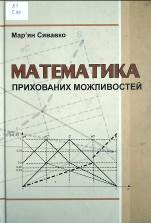 Мар'ян Сивавко
МАТЕМАТИКА
ПРИХОВАНИХ МОЖЛИВОСТЕЙ